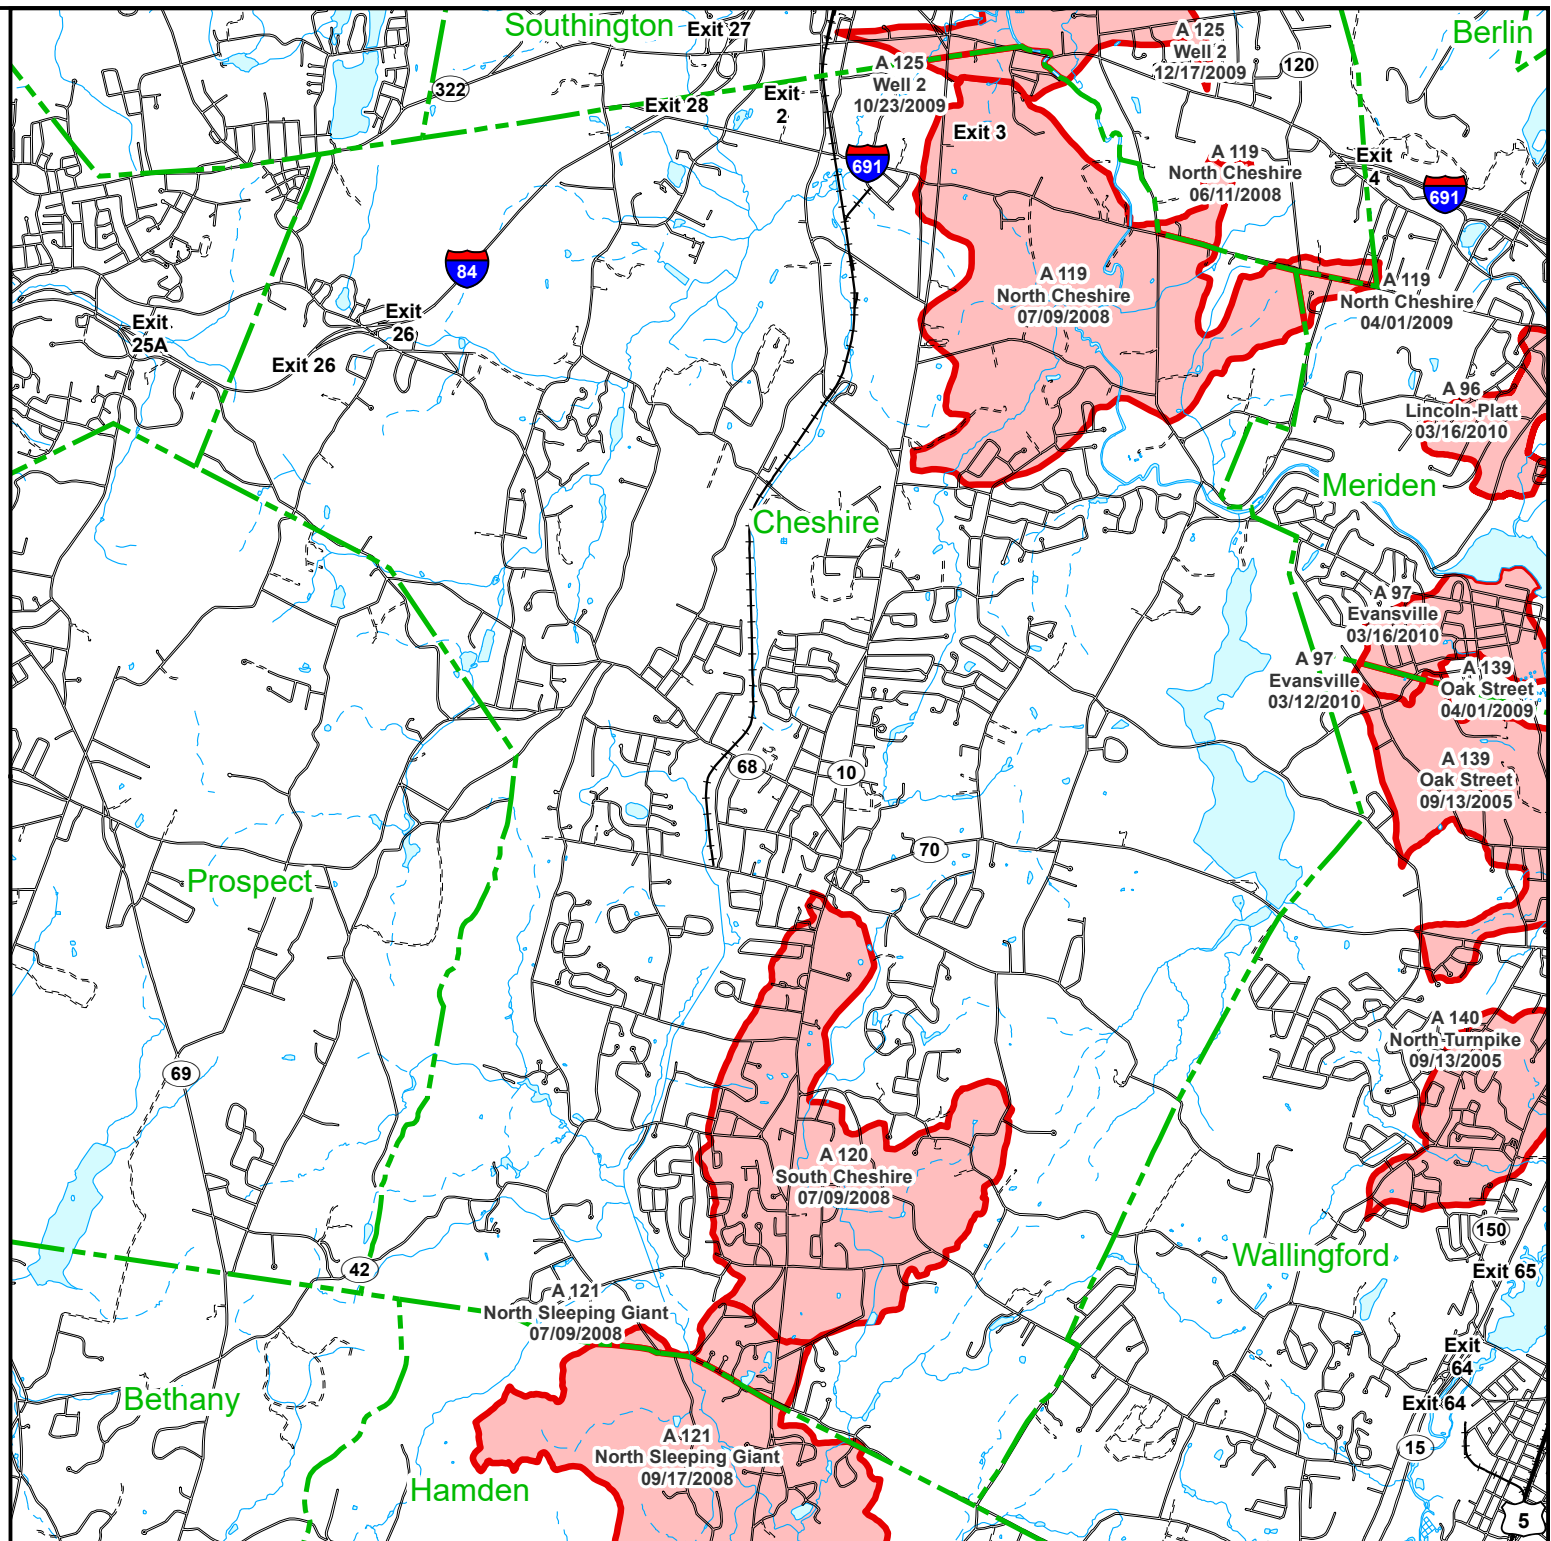 Southington
Exit 27
Berlin
A 125
Well 2
12/17/2009
120
322
A 125
Well 2
10/23/2009
Exit
2
Exit 28
Exit 3
691
A 119
North Cheshire
06/11/2008
Exit
4
691
84
A 119
North Cheshire
07/09/2008
A 119
North Cheshire
04/01/2009
Exit
25A
Exit
26
Exit 26
A 96
Lincoln-Platt
03/16/2010
Meriden
Cheshire
A 97
Evansville
03/16/2010
A 97
Evansville
03/12/2010
A 139
Oak Street
04/01/2009
68
10
A 139
Oak Street
09/13/2005
70
Prospect
A 140
North Turnpike
09/13/2005
69
A 120
South Cheshire
07/09/2008
150
Wallingford
Exit 65
42
A 121
North Sleeping Giant
07/09/2008
Exit
64
Bethany
Exit 64
A 121
North Sleeping Giant
09/17/2008
15
Hamden
5